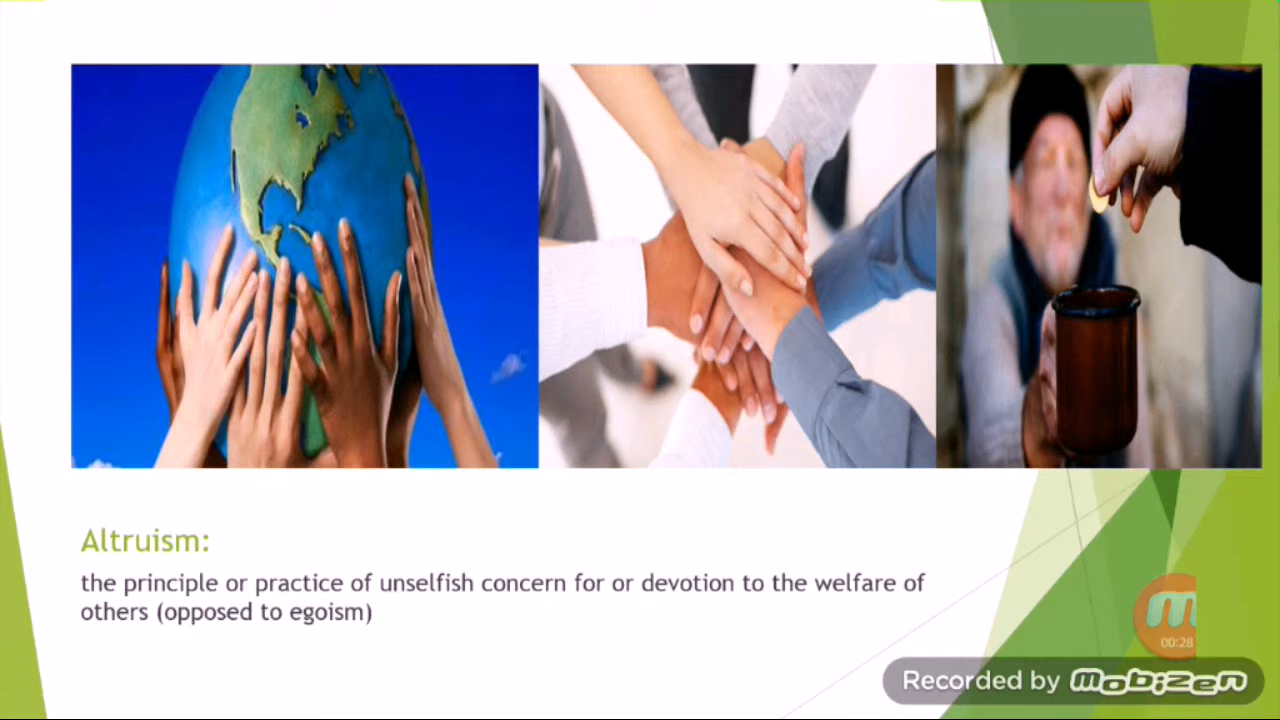 Altruism:
the principle or practice of unselfish concern for or devotion to the welfare of
others (opposed to egoism)
00:28
Recorded by mobizen